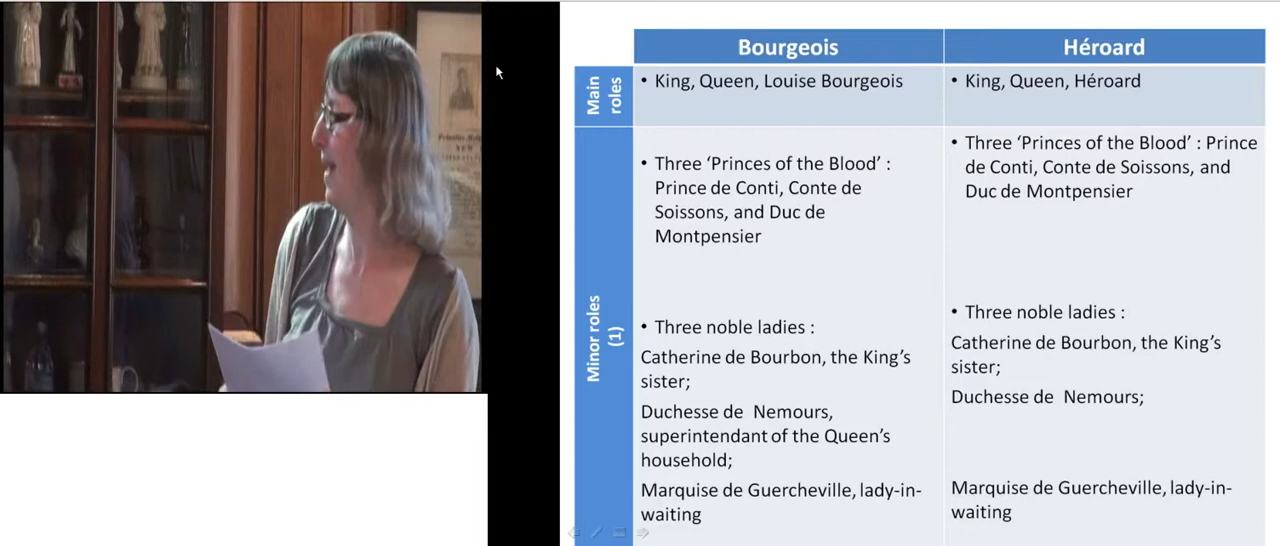 Bourgeois
Héroard
Main
roles
• King, Queen, Louise Bourgeois
• King, Queen, Héroard
Minor roles
(1)
• Three ‘Princes of the Blood’ :
Prince de Conti, Conte de
Soissons, and Duc de
Montpensier
• Three noble ladies :
Catherine de Bourbon, the King’s
sister;
Duchesse de Nemours,
superintendant of the Queen’s
household;
Marquise de Guercheville, lady-in-
waiting
• Three ‘Princes of the Blood’ : Prince
de Conti, Conte de Soissons, and
Duc de Montpensier
• Three noble ladies :
Catherine de Bourbon, the King’s
sister;
Duchesse de Nemours;
Marquise de Guercheville, lady-in-
waiting